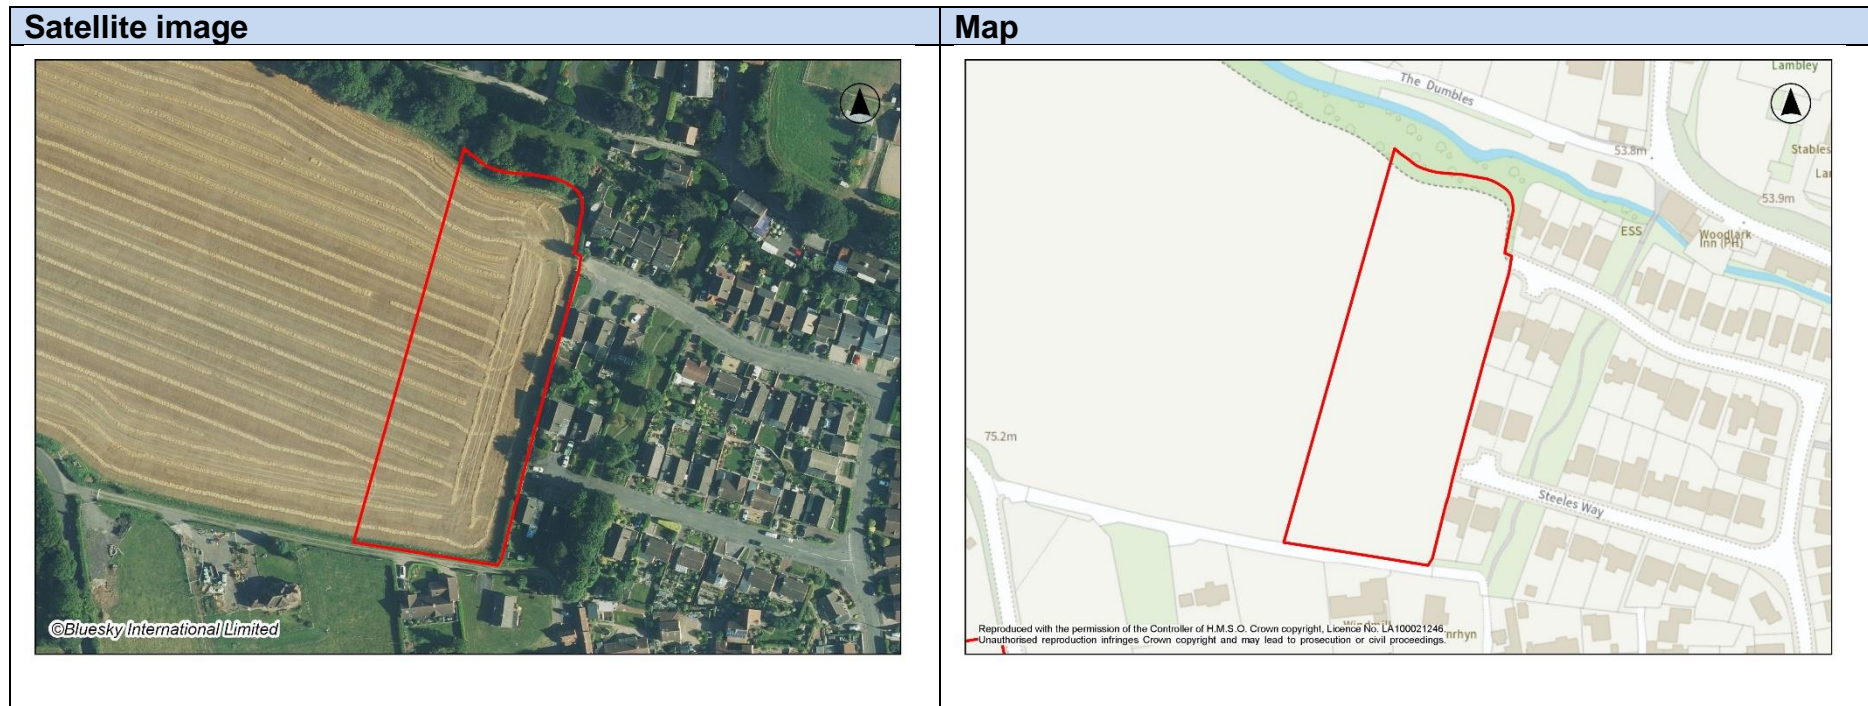 Satellite image
Map
©Bluesky International Limited
The Dumbles
Lambley
53.8m
Stables
53.9m
ESS
Woodlark
Inn (PH)
75.2m
Steeles Way
Reproduced with the permission of the Controller of H.M.S.O. Crown copyright, Licence No. LA100021246.
Unauthorised reproduction infringes Crown copyright and may lead to prosecution or civil proceedings.